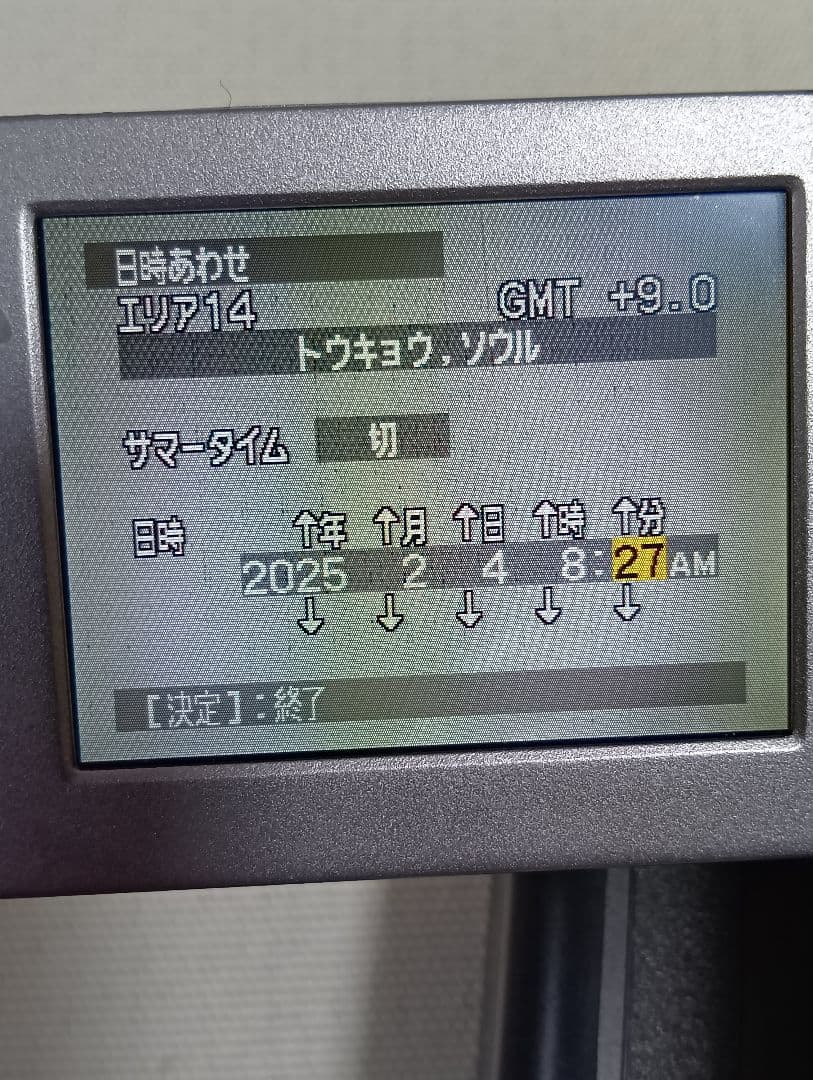 日時あわせ
エリア14 GMT +9.0
トウキョウ,ソウル
サマータイム 切
日時 ↑年 ↑月 ↑日 ↑時 ↑分
2025 2 4 8:27AM
↓ ↓ ↓ ↓ ↓
[決定]:終了